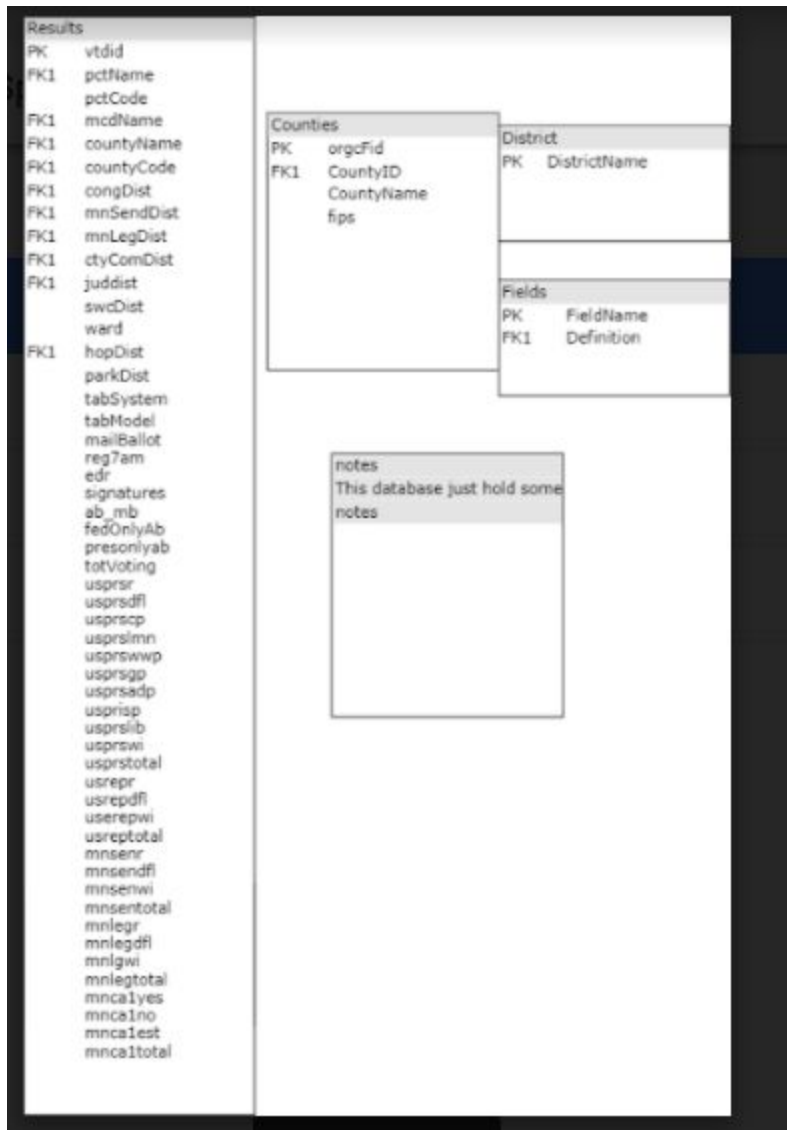 Results
PK vtdid
FK1 pctName
pctCode
FK1 mcdName
FK1 countyName
FK1 countyCode
FK1 congDist
FK1 mnSendDist
FK1 mnLegDist
FK1 ctyComDist
FK1 juddist
swcDist
ward
FK1 hopDist
parkDist
tabSystem
tabModel
mailBallot
reg7am
edr
signatures
ab_mb
fedOnlyAb
presonlyab
totVoting
usprsr
usprsdfl
usprscp
usprslmn
usprswwp
usprsgp
usprsadp
usprisp
usprslib
usprswi
usprstotal
usrepr
usrepdfl
userepwi
usreptotal
mnsenr
mnsendfl
mnsenwi
mnsentotal
mnlegr
mnlegdfl
mnlgwi
mnlegtotal
mnca1yes
mnca1no
mnca1est
mnca1total
Counties
PK orgcFid
FK1 CountyID
CountyName
fips
District
PK DistrictName
Fields
PK FieldName
FK1 Definition
notes
This database just hold some
notes